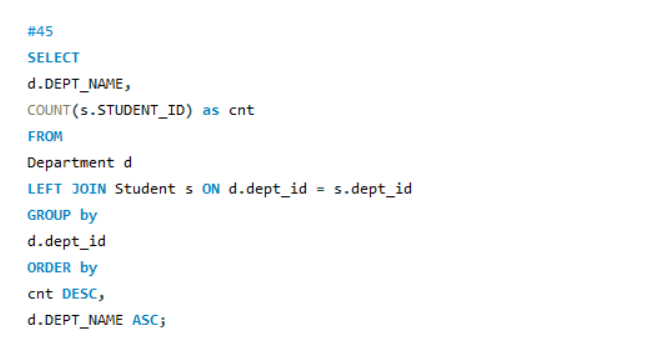 #45
SELECT
d.DEPT_NAME,
COUNT(s.STUDENT_ID) as cnt
FROM
Department d
LEFT JOIN Student s ON d.dept_id = s.dept_id
GROUP by
d.dept_id
ORDER by
cnt DESC,
d.DEPT_NAME ASC;